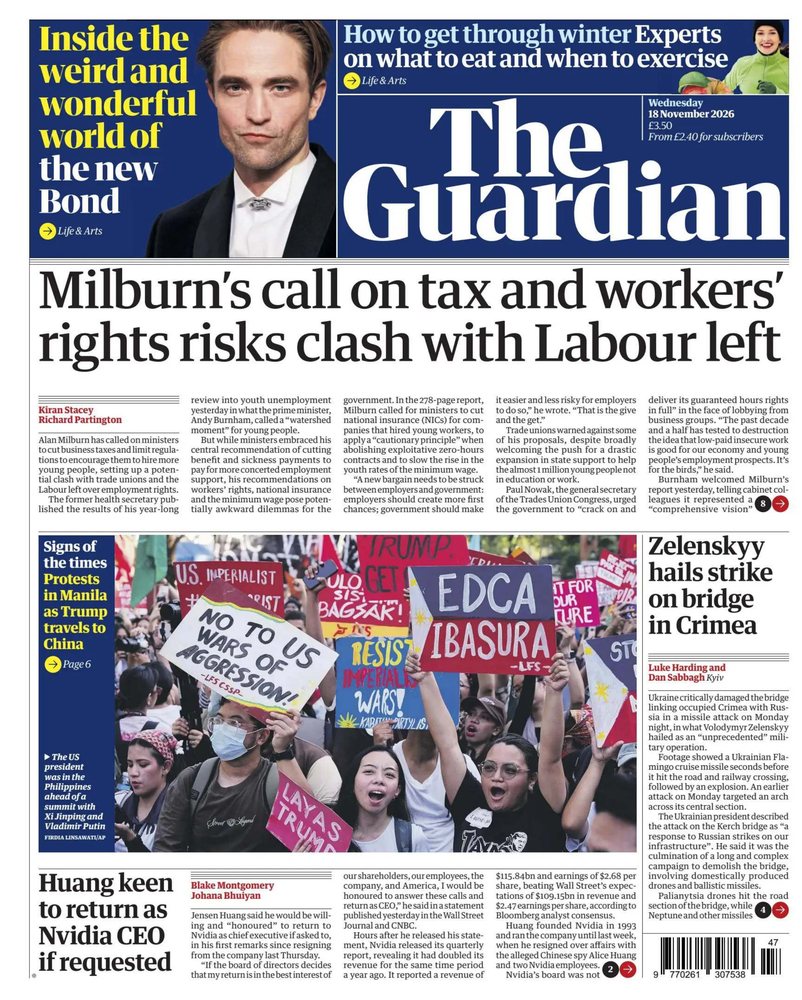 Inside the
weird and
wonderful
world of
the new
Bond
Life & Arts
How to get through winter Experts
on what to eat and when to exercise
Life & Arts
Wednesday
18 November 2026
£3.50
From £2.40 for subscribers
The
Guardian
Milburn’s call on tax and workers’
rights risks clash with Labour left
Kiran Stacey
Richard Partington
Alan Milburn has called on ministers
to cut business taxes and limit regula-
tions to encourage them to hire more
young people, setting up a poten-
tial clash with trade unions and the
Labour left over employment rights.
The former health secretary pub-
lished the results of his year-long
review into youth unemployment
yesterday in what the prime minister,
Andy Burnham, called a “watershed
moment” for young people.
But while ministers embraced his
central recommendation of cutting
benefit and sickness payments to
pay for more concerted employment
support, his recommendations on
workers’ rights, national insurance
and the minimum wage pose poten-
tially awkward dilemmas for the
government. In the 278-page report,
Milburn called for ministers to cut
national insurance (NICs) for com-
panies that hired young workers, to
apply a “cautionary principle” when
abolishing exploitative zero-hours
contracts and to slow the rise in the
youth rates of the minimum wage.
“A new bargain needs to be struck
between employers and government:
employers should create more first
chances; government should make
it easier and less risky for employers
to do so,” he wrote. “That is the give
and the get.”
Trade unions warned against some
of his proposals, despite broadly
welcoming the push for a drastic
expansion in state support to help
the almost 1 million young people not
in education or work.
Paul Nowak, the general secretary
of the Trades Union Congress, urged
the government to “crack on and
deliver its guaranteed hours rights
in full” in the face of lobbying from
business groups. “The past decade
and a half has tested to destruction
the idea that low-paid insecure work
is good for our economy and young
people’s employment prospects. It’s
for the birds,” he said.
Burnham welcomed Milburn’s
report yesterday, telling cabinet col-
leagues it represented a
“comprehensive vision”
8
Signs of
the times
Protests
in Manila
as Trump
travels to
China
Page 6
▶ The US
president
was in the
Philippines
ahead of a
summit with
Xi Jinping and
Vladimir Putin
FIRDIA LISNAWATI/AP
U.S. IMPERIALIST
NO TO US
WARS OF
AGGRESSION!
-LFS CSSP-
TRUMP
GET
BAGSAK!
RESIST
IMPERIALIST
WARS!
EDCA
IBASURA
-LFS-
LAYAS
TRUMP
Zelenskyy
hails strike
on bridge
in Crimea
Luke Harding and
Dan Sabbagh Kyiv
Ukraine critically damaged the bridge
linking occupied Crimea with Rus-
sia in a missile attack on Monday
night, in what Volodymyr Zelenskyy
hailed as an “unprecedented” mili-
tary operation.
Footage showed a Ukrainian Fla-
mingo cruise missile seconds before
it hit the road and railway crossing,
followed by an explosion. An earlier
attack on Monday targeted an arch
across its central section.
The Ukrainian president described
the attack on the Kerch bridge as “a
response to Russian strikes on our
infrastructure”. He said it was the
culmination of a long and complex
campaign to demolish the bridge,
involving domestically produced
drones and ballistic missiles.
Palianytsia drones hit the road
section of the bridge, while
Neptune and other missiles
4
Huang keen
to return as
Nvidia CEO
if requested
Blake Montgomery
Johana Bhuiyan
Jensen Huang said he would be will-
ing and “honoured” to return to
Nvidia as chief executive if asked to,
in his first remarks since resigning
from the company last Thursday.
“If the board of directors decides
that my return is in the best interest of
our shareholders, our employees, the
company, and America, I would be
honoured to answer these calls and
return as CEO,” he said in a statement
published yesterday in the Wall Street
Journal and CNBC.
Hours after he released his state-
ment, Nvidia released its quarterly
report, revealing it had doubled its
revenue for the same time period
a year ago. It reported a revenue of
$115.84bn and earnings of $2.68 per
share, beating Wall Street’s expec-
tations of $109.15bn in revenue and
$2.47 earnings per share, according to
Bloomberg analyst consensus.
Huang founded Nvidia in 1993
and ran the company until last week,
when he resigned over affairs with
the alleged Chinese spy Alice Huang
and two Nvidia employees.
Nvidia’s board was not
2
47
9 770261 307538